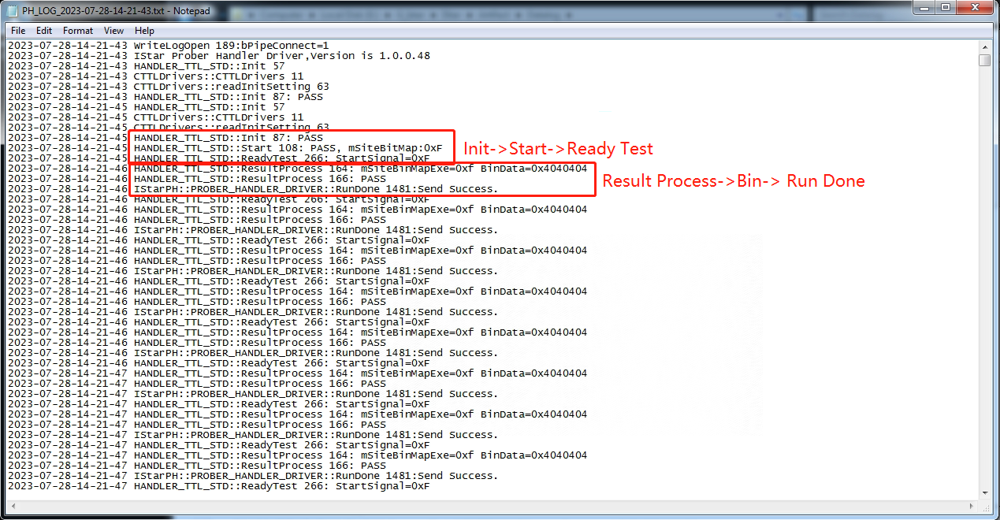 PH_LOG_2023-07-28-14-21-43.txt - Notepad
File Edit Format View Help
2023-07-28-14-21-43 WriteLogOpen 189:bPipeConnect=1
2023-07-28-14-21-43 IStar Prober Handler Driver,Version is 1.0.0.48
2023-07-28-14-21-43 HANDLER_TTL_STD::Init 57
2023-07-28-14-21-43 CTTLDrivers::CTTLDrivers 11
2023-07-28-14-21-43 CTTLDrivers::readInitSetting 63
2023-07-28-14-21-43 HANDLER_TTL_STD::Init 87: PASS
2023-07-28-14-21-45 HANDLER_TTL_STD::Init 57
2023-07-28-14-21-45 CTTLDrivers::CTTLDrivers 11
2023-07-28-14-21-45 CTTLDrivers::readInitSetting 63
2023-07-28-14-21-45 HANDLER_TTL_STD::Init 87: PASS
2023-07-28-14-21-45 HANDLER_TTL_STD::Start 108: PASS, mSiteBitMap:0xF
Init->Start->Ready Test
2023-07-28-14-21-46 HANDLER_TTL_STD::ReadyTest 266: StartSignal=0xF
2023-07-28-14-21-46 HANDLER_TTL_STD::ResultProcess 164: mSiteBinMapExe=0xf BinData=0x4040404
2023-07-28-14-21-46 HANDLER_TTL_STD::ResultProcess 166: PASS
Result Process->Bin-> Run Done
2023-07-28-14-21-46 IStarPH::PROBER_HANDLER_DRIVER::RunDone 1481:Send Success.
2023-07-28-14-21-46 HANDLER_TTL_STD::ReadyTest 266: StartSignal=0xF
2023-07-28-14-21-46 HANDLER_TTL_STD::ResultProcess 164: mSiteBinMapExe=0xf BinData=0x4040404
2023-07-28-14-21-46 HANDLER_TTL_STD::ResultProcess 166: PASS
2023-07-28-14-21-46 IStarPH::PROBER_HANDLER_DRIVER::RunDone 1481:Send Success.
2023-07-28-14-21-46 HANDLER_TTL_STD::ReadyTest 266: StartSignal=0xF
2023-07-28-14-21-46 HANDLER_TTL_STD::ResultProcess 164: mSiteBinMapExe=0xf BinData=0x4040404
2023-07-28-14-21-46 HANDLER_TTL_STD::ResultProcess 166: PASS
2023-07-28-14-21-46 IStarPH::PROBER_HANDLER_DRIVER::RunDone 1481:Send Success.
2023-07-28-14-21-46 HANDLER_TTL_STD::ReadyTest 266: StartSignal=0xF
2023-07-28-14-21-46 HANDLER_TTL_STD::ResultProcess 164: mSiteBinMapExe=0xf BinData=0x4040404
2023-07-28-14-21-46 HANDLER_TTL_STD::ResultProcess 166: PASS
2023-07-28-14-21-46 IStarPH::PROBER_HANDLER_DRIVER::RunDone 1481:Send Success.
2023-07-28-14-21-46 HANDLER_TTL_STD::ReadyTest 266: StartSignal=0xF
2023-07-28-14-21-46 HANDLER_TTL_STD::ResultProcess 164: mSiteBinMapExe=0xf BinData=0x4040404
2023-07-28-14-21-46 HANDLER_TTL_STD::ResultProcess 166: PASS
2023-07-28-14-21-46 IStarPH::PROBER_HANDLER_DRIVER::RunDone 1481:Send Success.
2023-07-28-14-21-46 HANDLER_TTL_STD::ReadyTest 266: StartSignal=0xF
2023-07-28-14-21-47 HANDLER_TTL_STD::ResultProcess 164: mSiteBinMapExe=0xf BinData=0x4040404
2023-07-28-14-21-47 HANDLER_TTL_STD::ResultProcess 166: PASS
2023-07-28-14-21-47 IStarPH::PROBER_HANDLER_DRIVER::RunDone 1481:Send Success.
2023-07-28-14-21-47 HANDLER_TTL_STD::ReadyTest 266: StartSignal=0xF
2023-07-28-14-21-47 HANDLER_TTL_STD::ResultProcess 164: mSiteBinMapExe=0xf BinData=0x4040404
2023-07-28-14-21-47 HANDLER_TTL_STD::ResultProcess 166: PASS
2023-07-28-14-21-47 IStarPH::PROBER_HANDLER_DRIVER::RunDone 1481:Send Success.
2023-07-28-14-21-47 HANDLER_TTL_STD::ReadyTest 266: StartSignal=0xF
2023-07-28-14-21-47 HANDLER_TTL_STD::ResultProcess 164: mSiteBinMapExe=0xf BinData=0x4040404
2023-07-28-14-21-47 HANDLER_TTL_STD::ResultProcess 166: PASS
2023-07-28-14-21-47 IStarPH::PROBER_HANDLER_DRIVER::RunDone 1481:Send Success.
2023-07-28-14-21-47 HANDLER_TTL_STD::ReadyTest 266: StartSignal=0xF